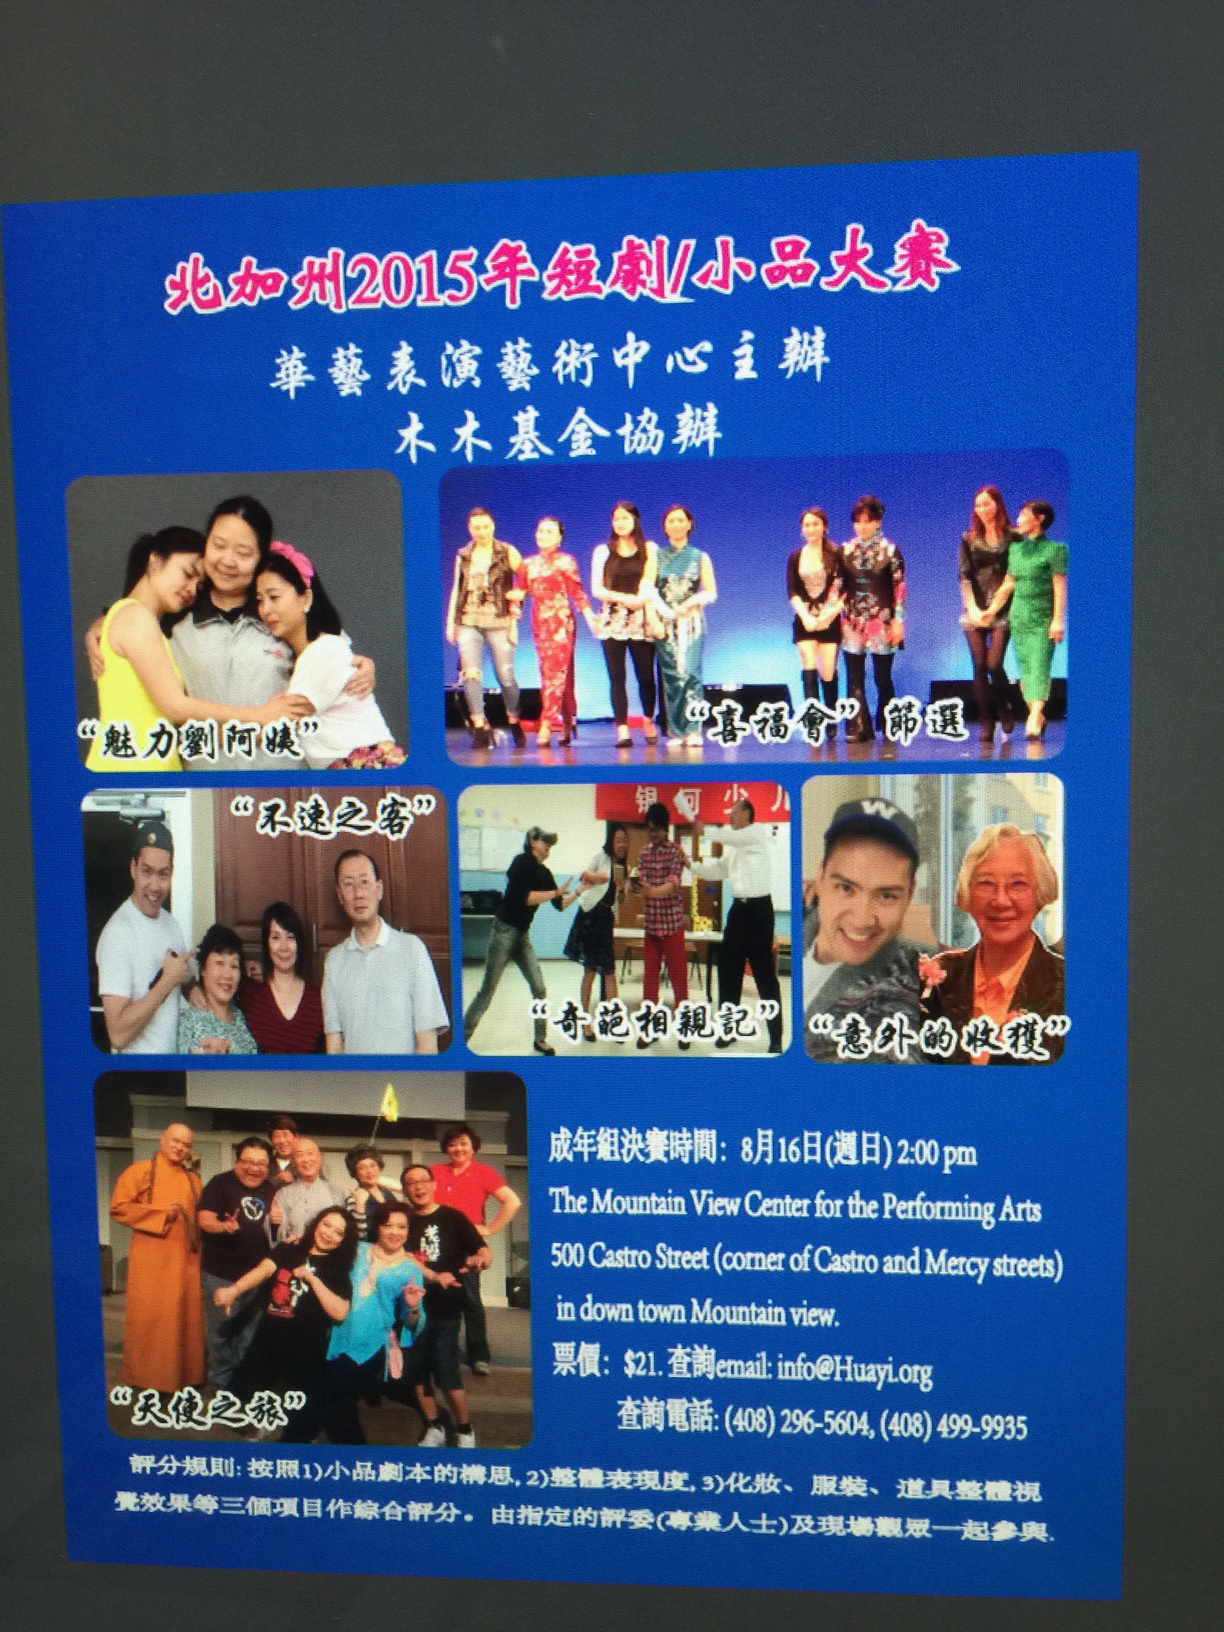 北加州2015年短劇/小品大賽
華藝表演藝術中心主辦
木木基金協辦
“魅力劉阿姨”
“喜福會” 節選
“不速之客”
银河少儿
W
“奇葩相親記”
“意外的收獲”
“天使之旅”
成年組決賽時間: 8月16日(週日) 2:00 pm
The Mountain View Center for the Performing Arts
500 Castro Street (corner of Castro and Mercy streets)
in down town Mountain view.
票價: $21. 查詢email: info@Huayi.org
查詢電話: (408) 296-5604, (408) 499-9935
評分規則: 按照1)小品劇本的構思, 2)整體表現度, 3)化妝、服裝、道具整體視
覺效果等三個項目作綜合評分。由指定的評委(專業人士)及現場觀眾一起參與.